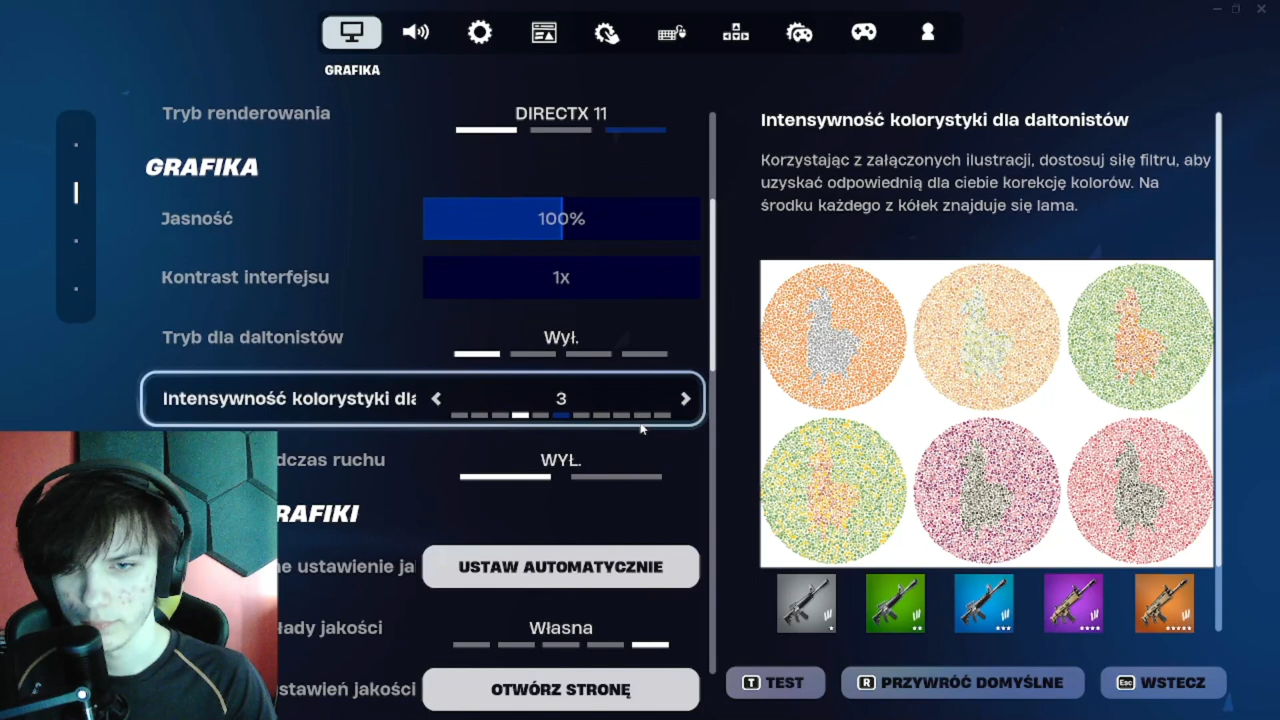 GRAFIKA
Tryb renderowania
DIRECTX 11
GRAFIKA
Jasność
100%
Kontrast interfejsu
1x
Tryb dla daltonistów
Wył.
Intensywność kolorystyki dla
3
dczas ruchu
WYŁ.
RAFIKI
ne ustawienie ja
USTAW AUTOMATYCZNIE
łady jakości
Własna
stawień jakości
OTWÓRZ STRONĘ
Intensywność kolorystyki dla daltonistów
Korzystając z załączonych ilustracji, dostosuj siłę filtru, aby
uzyskać odpowiednią dla ciebie korekcję kolorów. Na
środku każdego z kółek znajduje się lama.
T TEST
R PRZYWRÓĆ DOMYŚLNE
Esc WSTECZ